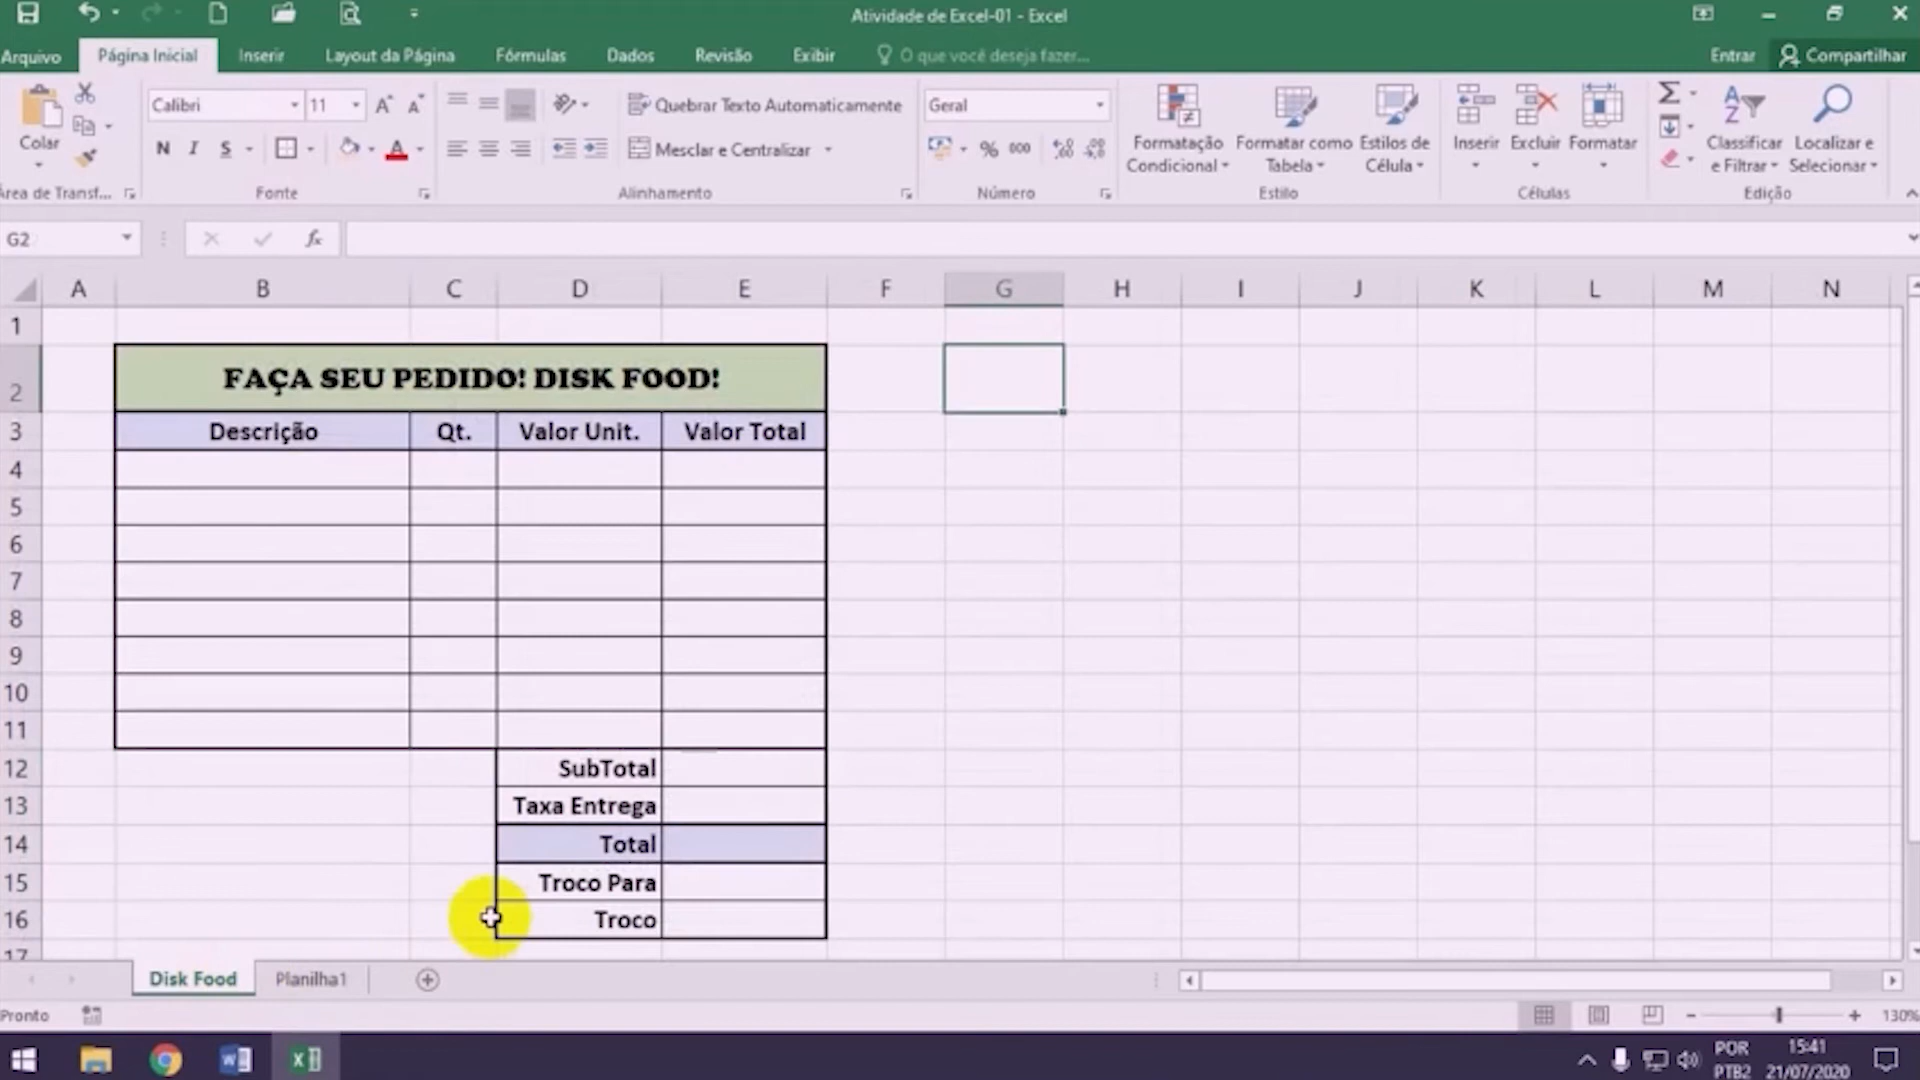 Atividade de Excel-01 - Excel
Arquivo Página Inicial Inserir Layout da Página Fórmulas Dados Revisão Exibir O que você deseja fazer... Entrar Compartilhar
Calibri 11 Quebrar Texto Automaticamente Geral
Colar N I S Mesclar e Centralizar % 000 Formatação Condicional Formatar como Tabela Estilos de Célula Inserir Excluir Formatar Classificar e Filtrar Localizar e Selecionar
Área de Transf... Fonte Alinhamento Número Estilo Células Edição
G2 fx
A B C D E F G H I J K L M N
1
2 FAÇA SEU PEDIDO! DISK FOOD!
3 Descrição Qt. Valor Unit. Valor Total
4
5
6
7
8
9
10
11
12 SubTotal
13 Taxa Entrega
14 Total
15 Troco Para
16 Troco
17
Disk Food Planilha1
Pronto 130%
POR 15:41
PTB2 21/07/2020